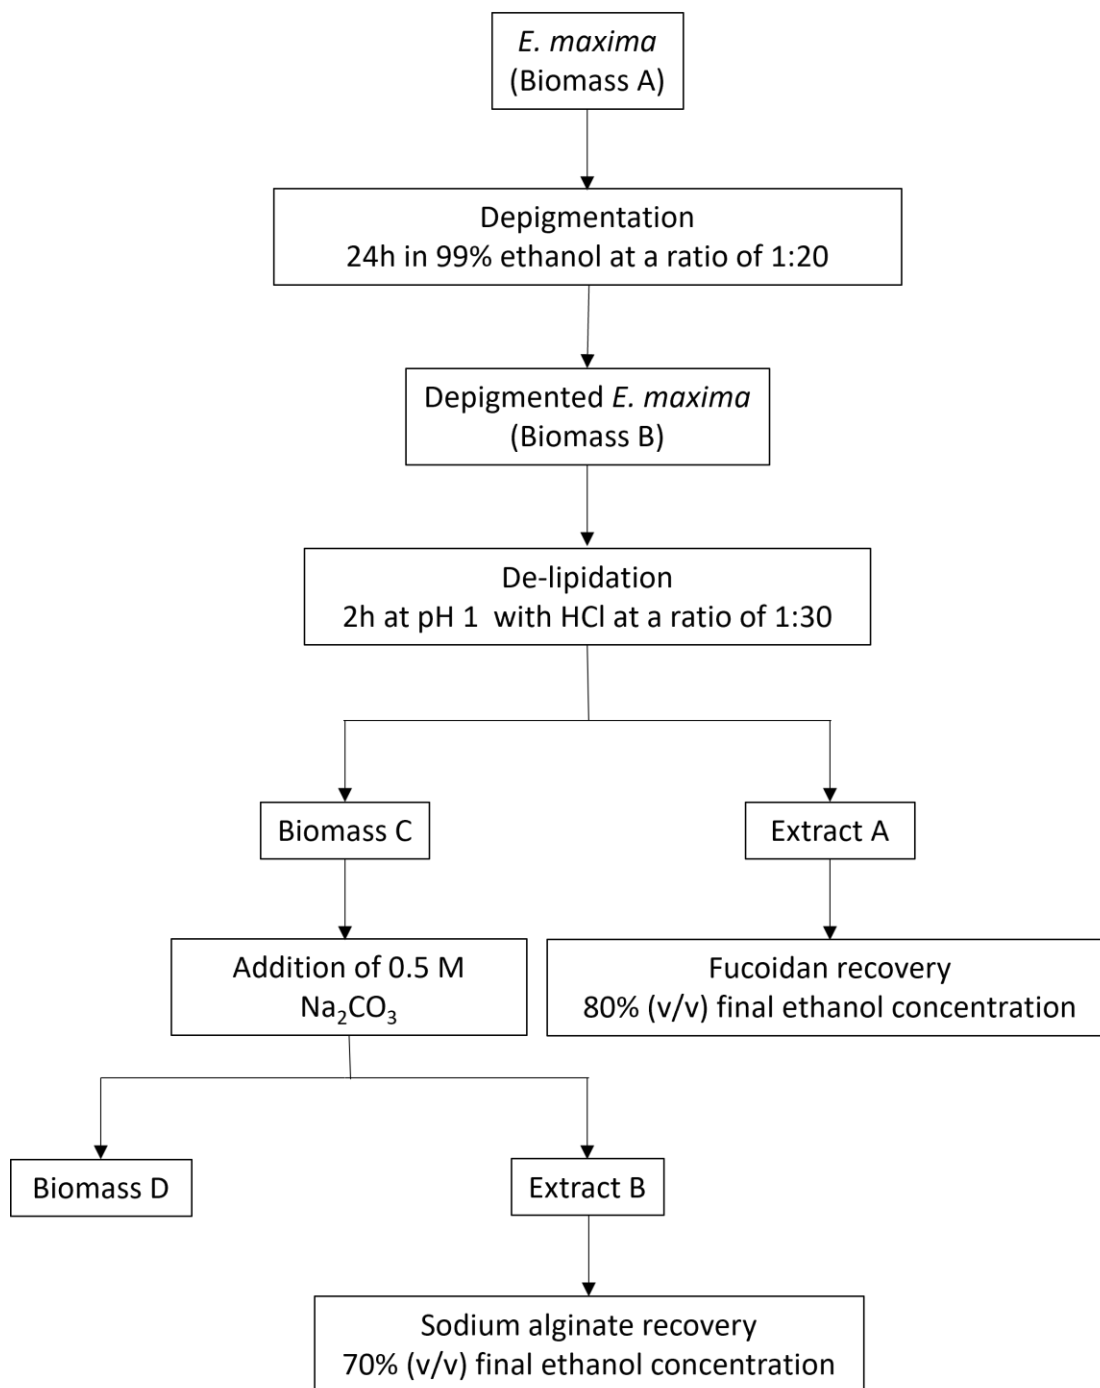 E. maxima
(Biomass A)
Depigmentation
24h in 99% ethanol at a ratio of 1:20
Depigmented E. maxima
(Biomass B)
De-lipidation
2h at pH 1 with HCl at a ratio of 1:30
Biomass C
Extract A
Addition of 0.5 M
Na₂CO₃
Fucoidan recovery
80% (v/v) final ethanol concentration
Biomass D
Extract B
Sodium alginate recovery
70% (v/v) final ethanol concentration